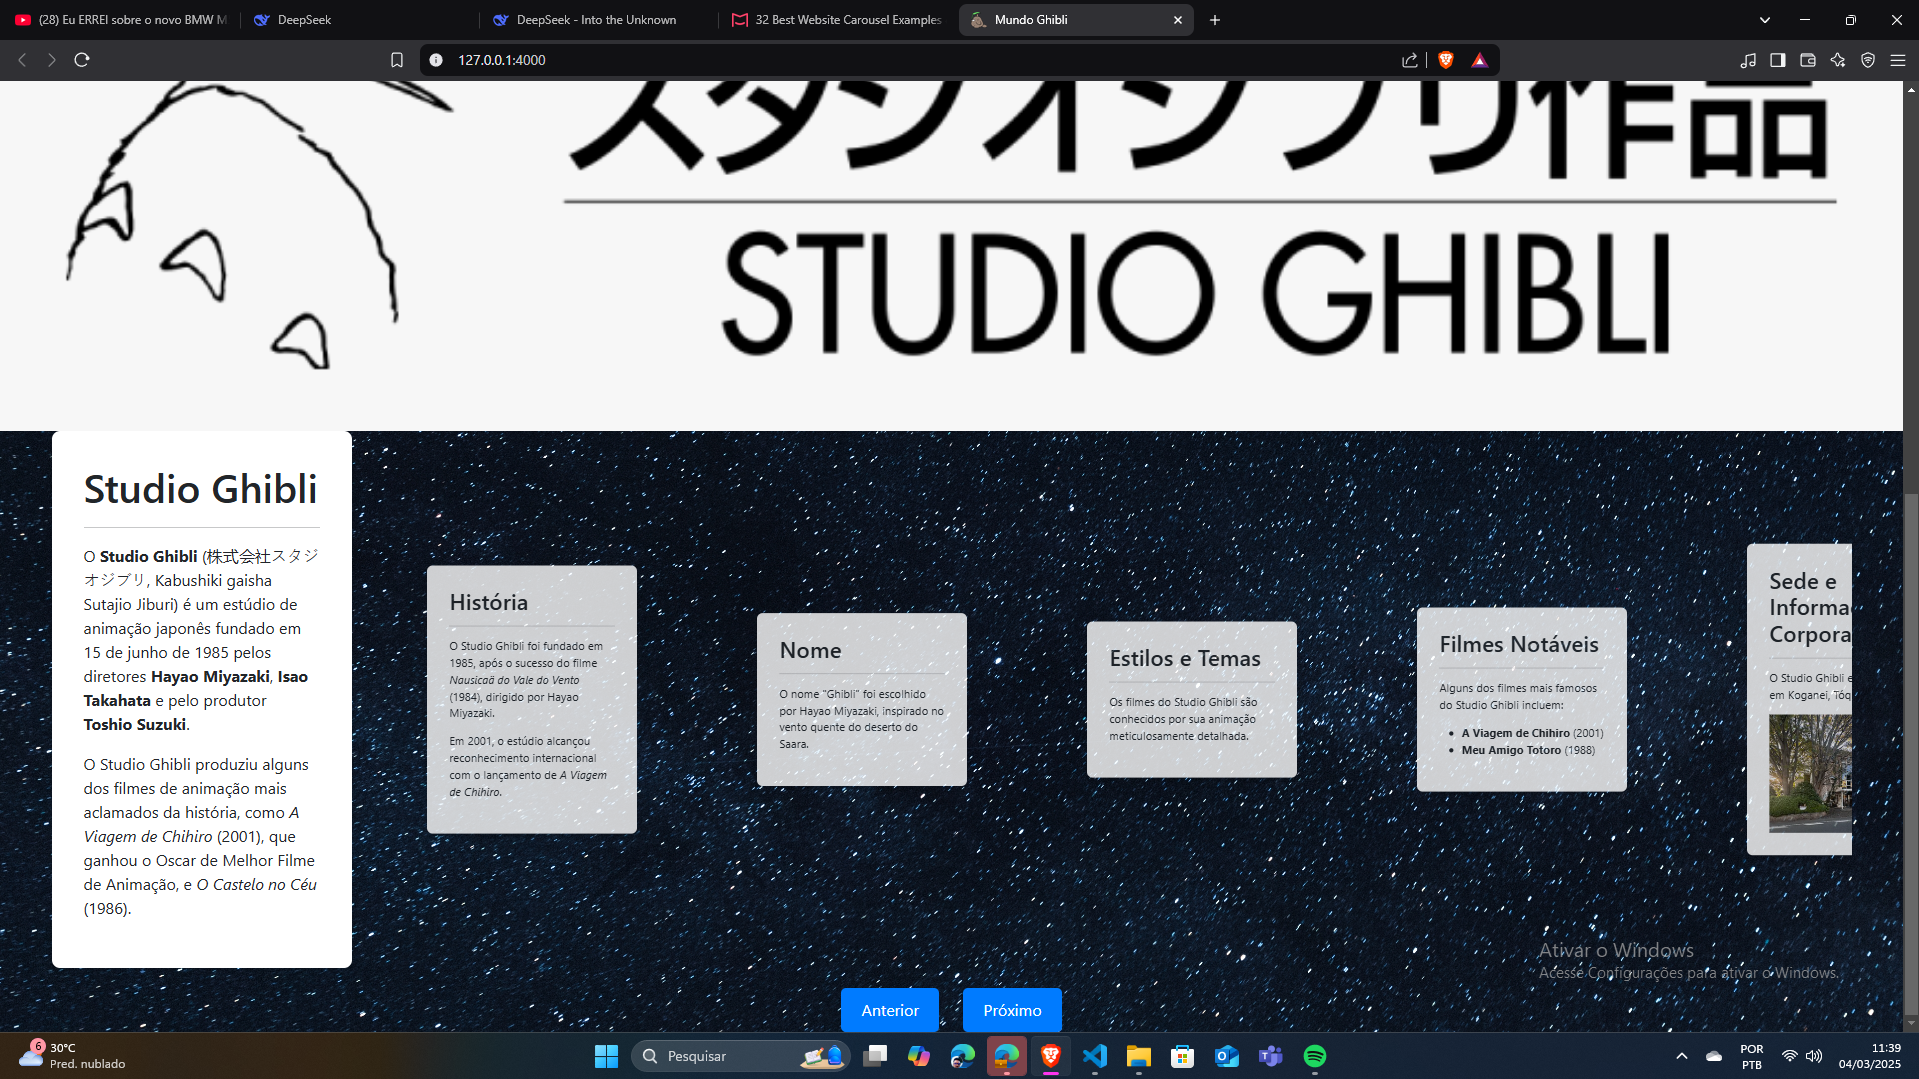 (28) Eu ERREI sobre o novo BMW M
DeepSeek
DeepSeek - Into the Unknown
32 Best Website Carousel Examples
Mundo Ghibli
127.0.0.1:4000
スタジオジブリ作品
STUDIO GHIBLI
Studio Ghibli
O Studio Ghibli (株式会社スタジ
オジブリ, Kabushiki gaisha
Sutajio Jiburi) é um estúdio de
animação japonês fundado em
15 de junho de 1985 pelos
diretores Hayao Miyazaki, Isao
Takahata e pelo produtor
Toshio Suzuki.
O Studio Ghibli produziu alguns
dos filmes de animação mais
aclamados da história, como A
Viagem de Chihiro (2001), que
ganhou o Oscar de Melhor Filme
de Animação, e O Castelo no Céu
(1986).
História
O Studio Ghibli foi fundado em
1985, após o sucesso do filme
Nausicaä do Vale do Vento
(1984), dirigido por Hayao
Miyazaki.
Em 2001, o estúdio alcançou
reconhecimento internacional
com o lançamento de A Viagem
de Chihiro.
Nome
O nome “Ghibli” foi escolhido
por Hayao Miyazaki, inspirado no
vento quente do deserto do
Saara.
Estilos e Temas
Os filmes do Studio Ghibli são
conhecidos por sua animação
meticulosamente detalhada.
Filmes Notáveis
Alguns dos filmes mais famosos
do Studio Ghibli incluem:
• A Viagem de Chihiro (2001)
• Meu Amigo Totoro (1988)
Sede e
Informa
Corpora
O Studio Ghibli e
em Koganei, Tóq
Anterior
Próximo
Ativar o Windows
Acesse Configurações para ativar o Windows.
6
30°C
Pred. nublado
Pesquisar
POR
PTB
11:39
04/03/2025